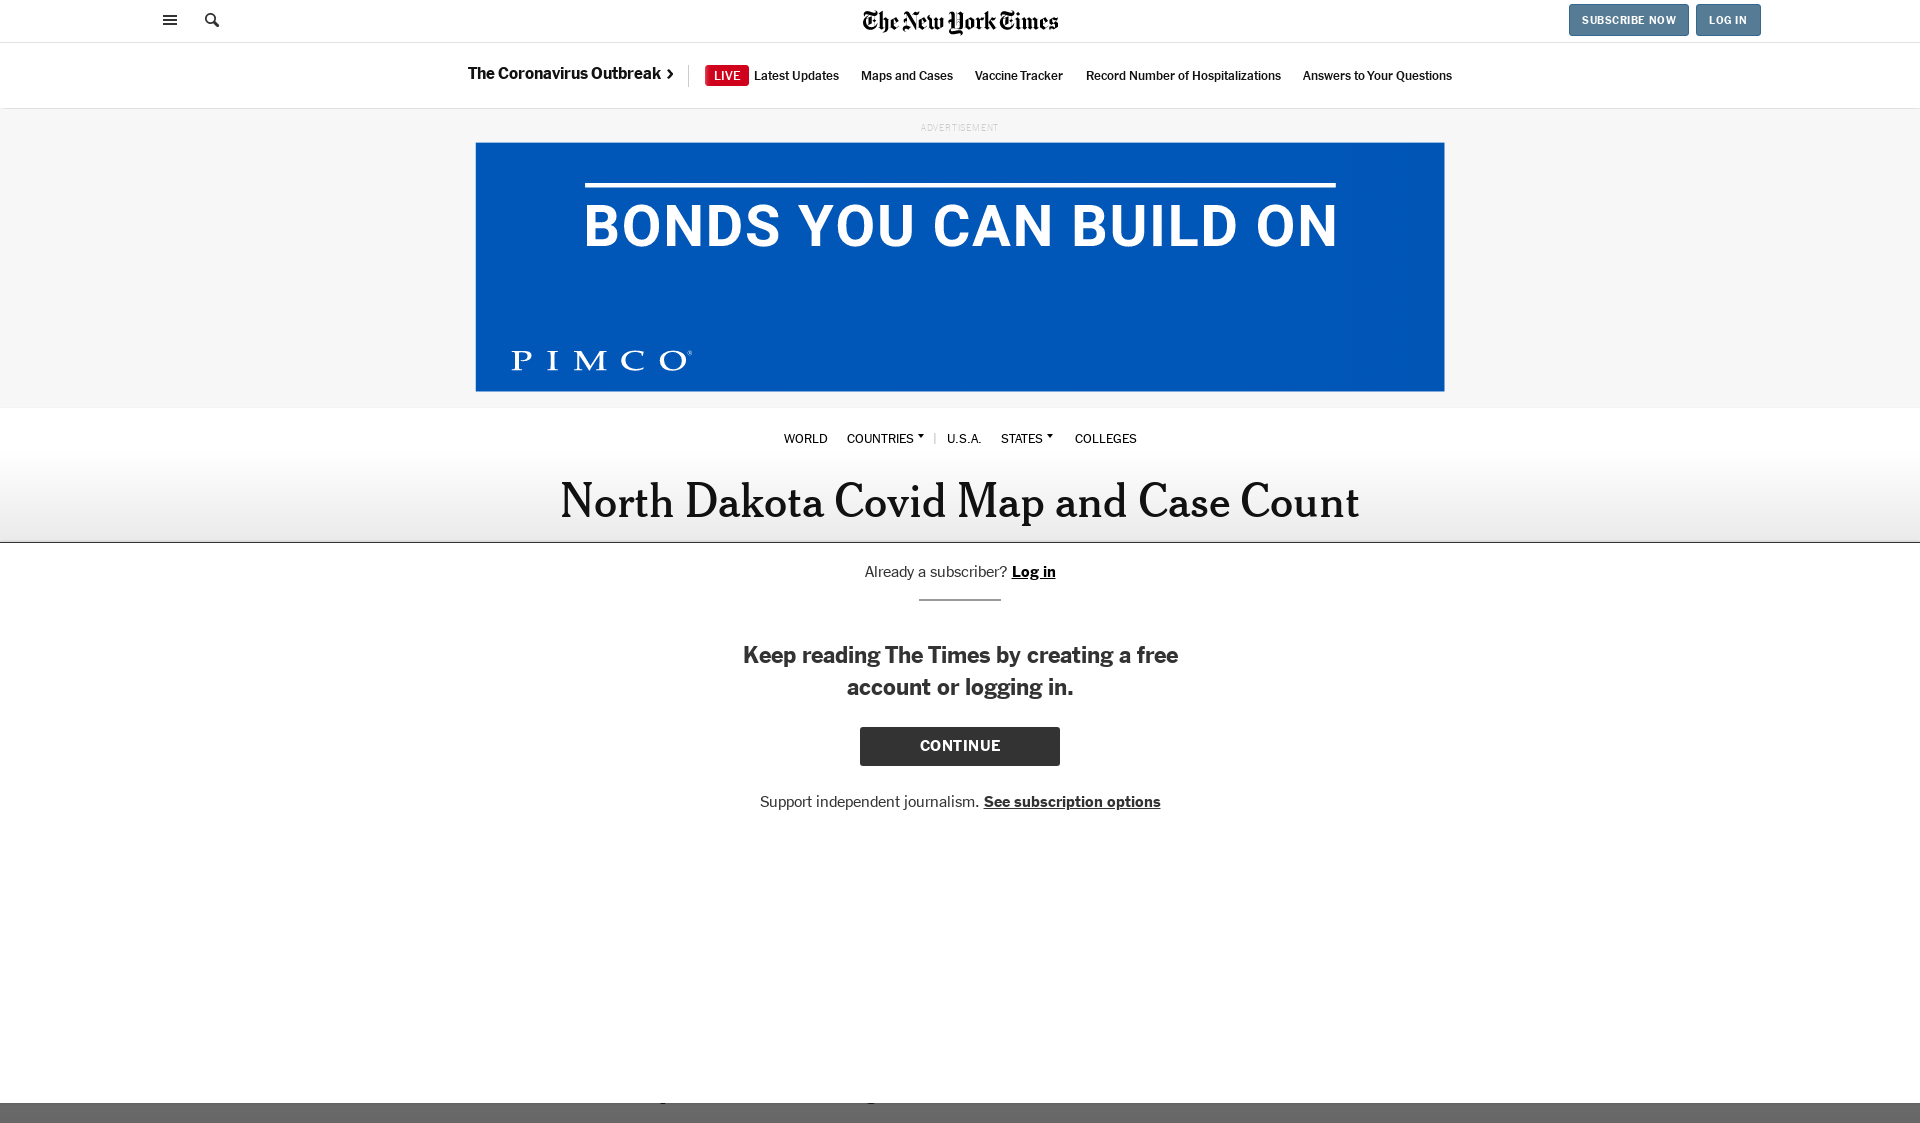 The New York Times
SUBSCRIBE NOW
LOG IN
The Coronavirus Outbreak
LIVE Latest Updates
Maps and Cases
Vaccine Tracker
Record Number of Hospitalizations
Answers to Your Questions
ADVERTISEMENT
BONDS YOU CAN BUILD ON
PIMCO®
WORLD
COUNTRIES
U.S.A.
STATES
COLLEGES
North Dakota Covid Map and Case Count
Already a subscriber? Log in
Keep reading The Times by creating a free
account or logging in.
CONTINUE
Support independent journalism. See subscription options